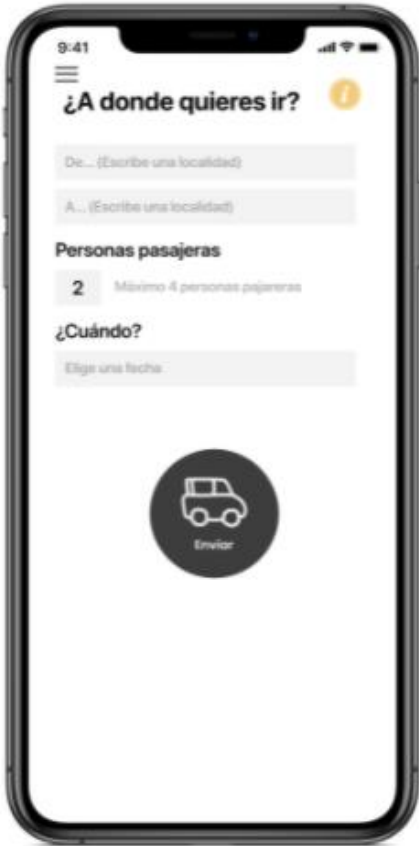 9:41
¿A donde quieres ir?
i
De... (Escribe una localidad)
A... (Escribe una localidad)
Personas pasajeras
2 Máximo 4 personas pajareras
¿Cuándo?
Elige una fecha
Enviar